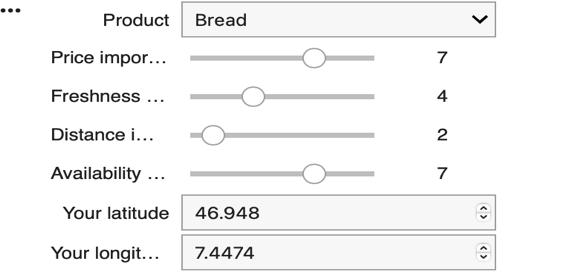 ...
Product Bread
Price impor... 7
Freshness ... 4
Distance i... 2
Availability ... 7
Your latitude 46.948
Your longit... 7.4474